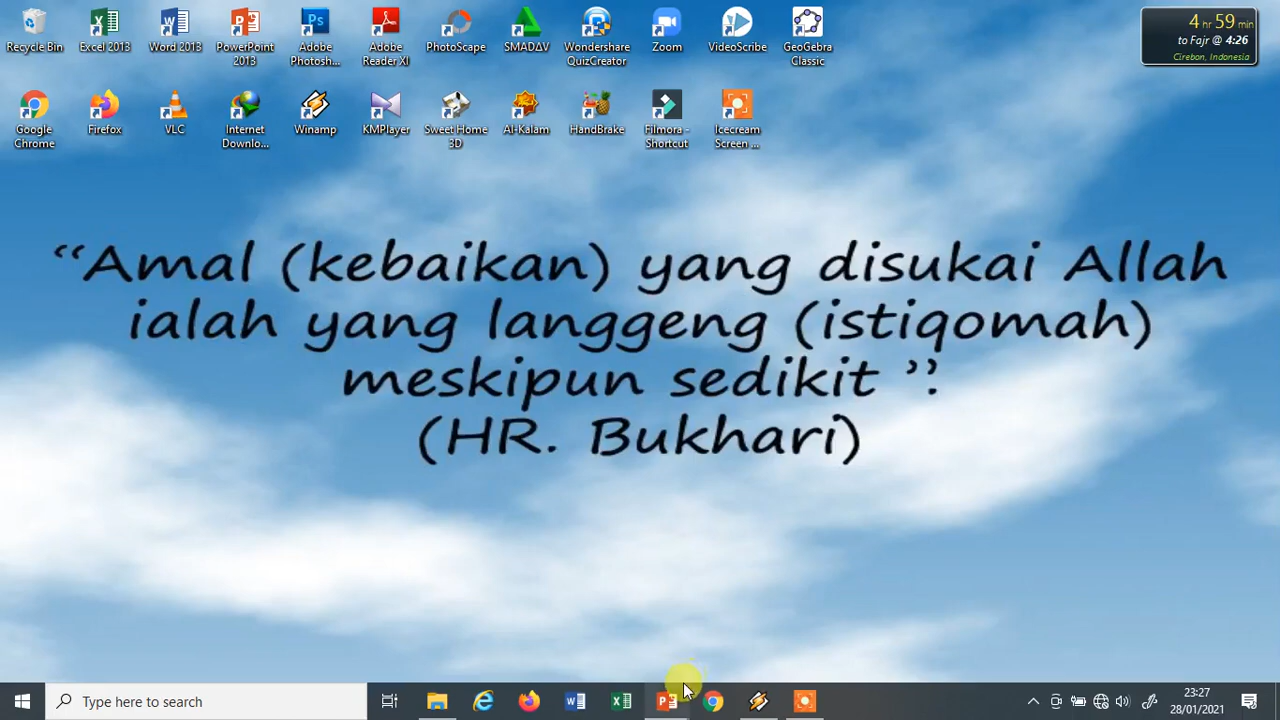 Recycle Bin
Excel 2013
Word 2013
PowerPoint
2013
Adobe
Photosh...
Adobe
Reader XI
PhotoScape
SMADΔV
Wondershare
QuizCreator
Zoom
VideoScribe
GeoGebra
Classic
4 hr 59 min
to Fajr @ 4:26
Cirebon, Indonesia
Google
Chrome
Firefox
VLC
Internet
Downlo...
Winamp
KMPlayer
Sweet Home
3D
Al-Kalam
HandBrake
Filmora -
Shortcut
Icecream
Screen ...
“Amal (kebaikan) yang disukai Allah
ialah yang langgeng (istiqomah)
meskipun sedikit ”.
(HR. Bukhari)
Type here to search
23:27
28/01/2021